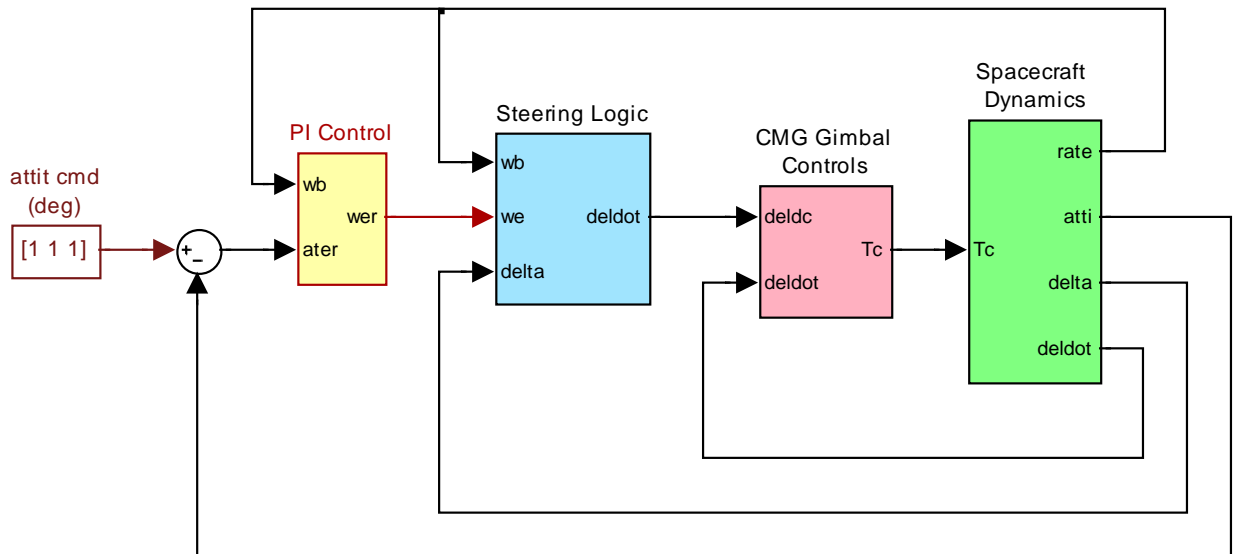 attit cmd
(deg)
[1 1 1]
+
−
PI Control
wb
wer
ater
Steering Logic
wb
we
deldot
delta
CMG Gimbal
Controls
deldc
Tc
deldot
Spacecraft
Dynamics
rate
atti
Tc
delta
deldot